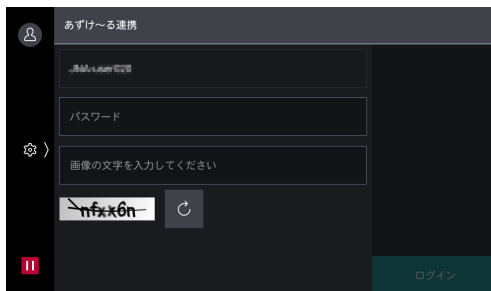 あずけ〜る連携
パスワード
画像の文字を入力してください
nfxx6n
ログイン